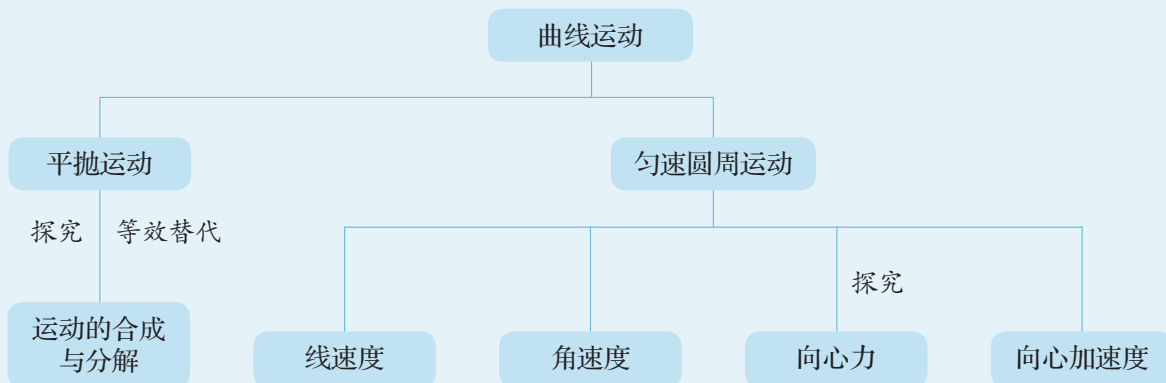 曲线运动
平抛运动
匀速圆周运动
探究
等效替代
探究
运动的合成
与分解
线速度
角速度
向心力
向心加速度